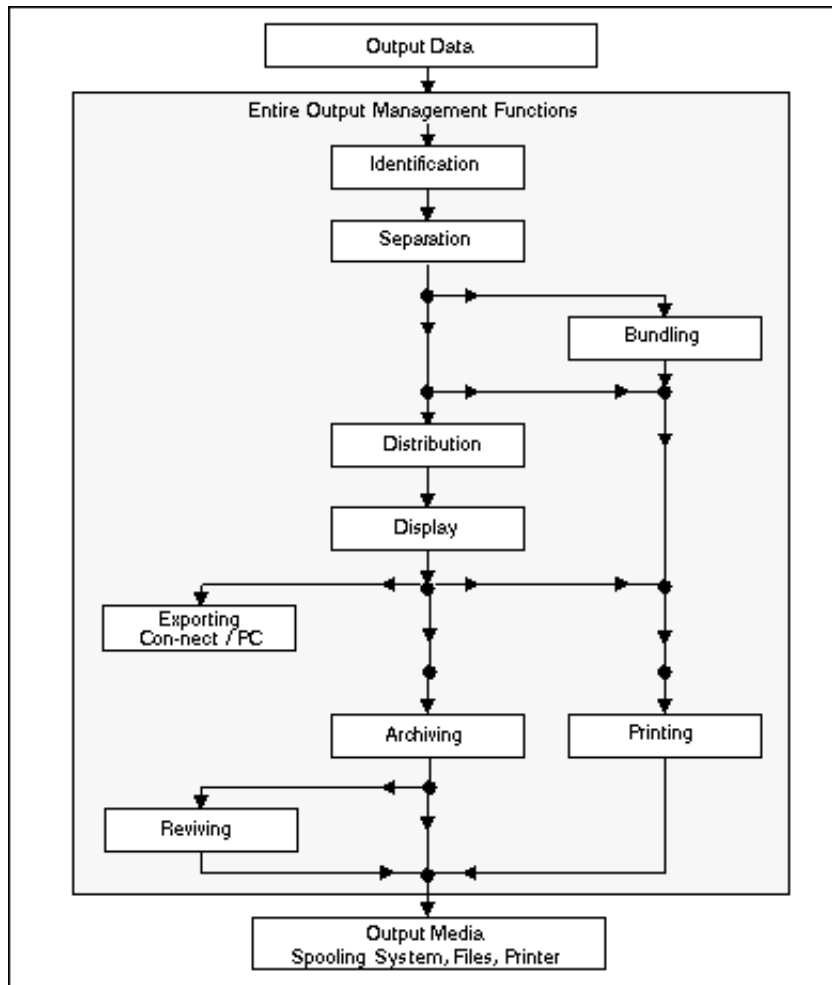 Output Data
Entire Output Management Functions
Identification
Separation
Bundling
Distribution
Display
Exporting
Con-nect / PC
Archiving
Printing
Reviving
Output Media
Spooling System, Files, Printer